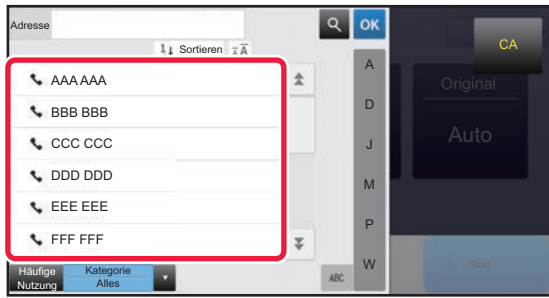 Adresse
OK
CA
Sortieren
A
AAA AAA
Original
D
BBB BBB
Auto
J
CCC CCC
DDD DDD
M
EEE EEE
P
FFF FFF
W
Start
Häufige
Nutzung
Kategorie
Alles
ABC